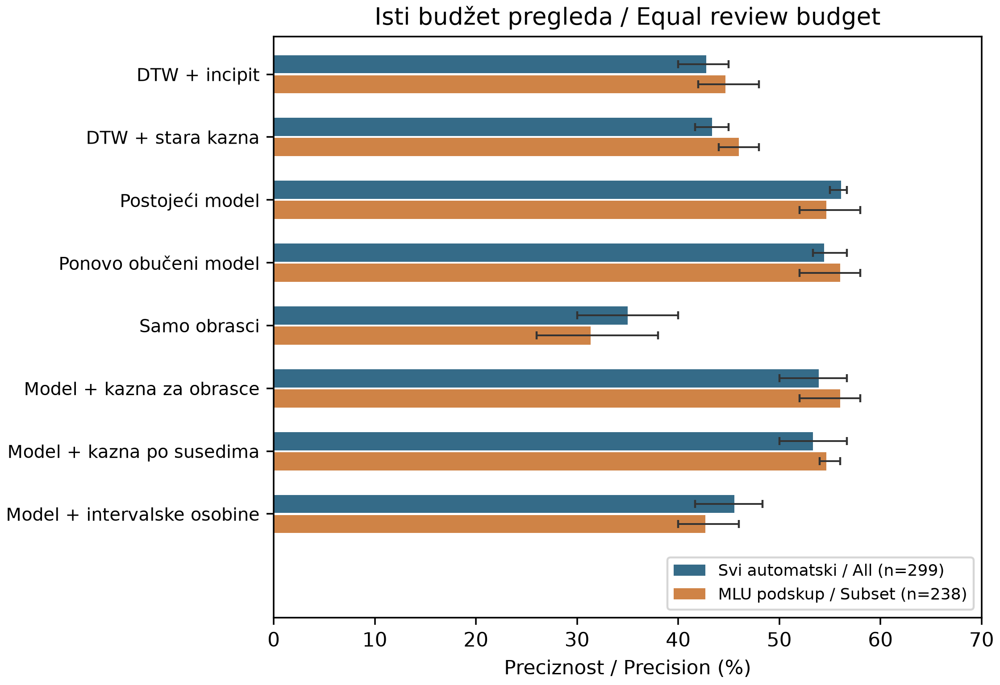 Isti budžet pregleda / Equal review budget
DTW + incipit
DTW + stara kazna
Postojeći model
Ponovo obučeni model
Samo obrasci
Model + kazna za obrasce
Model + kazna po susedima
Model + intervalske osobine
Svi automatski / All (n=299)
MLU podskup / Subset (n=238)
0 10 20 30 40 50 60 70
Preciznost / Precision (%)